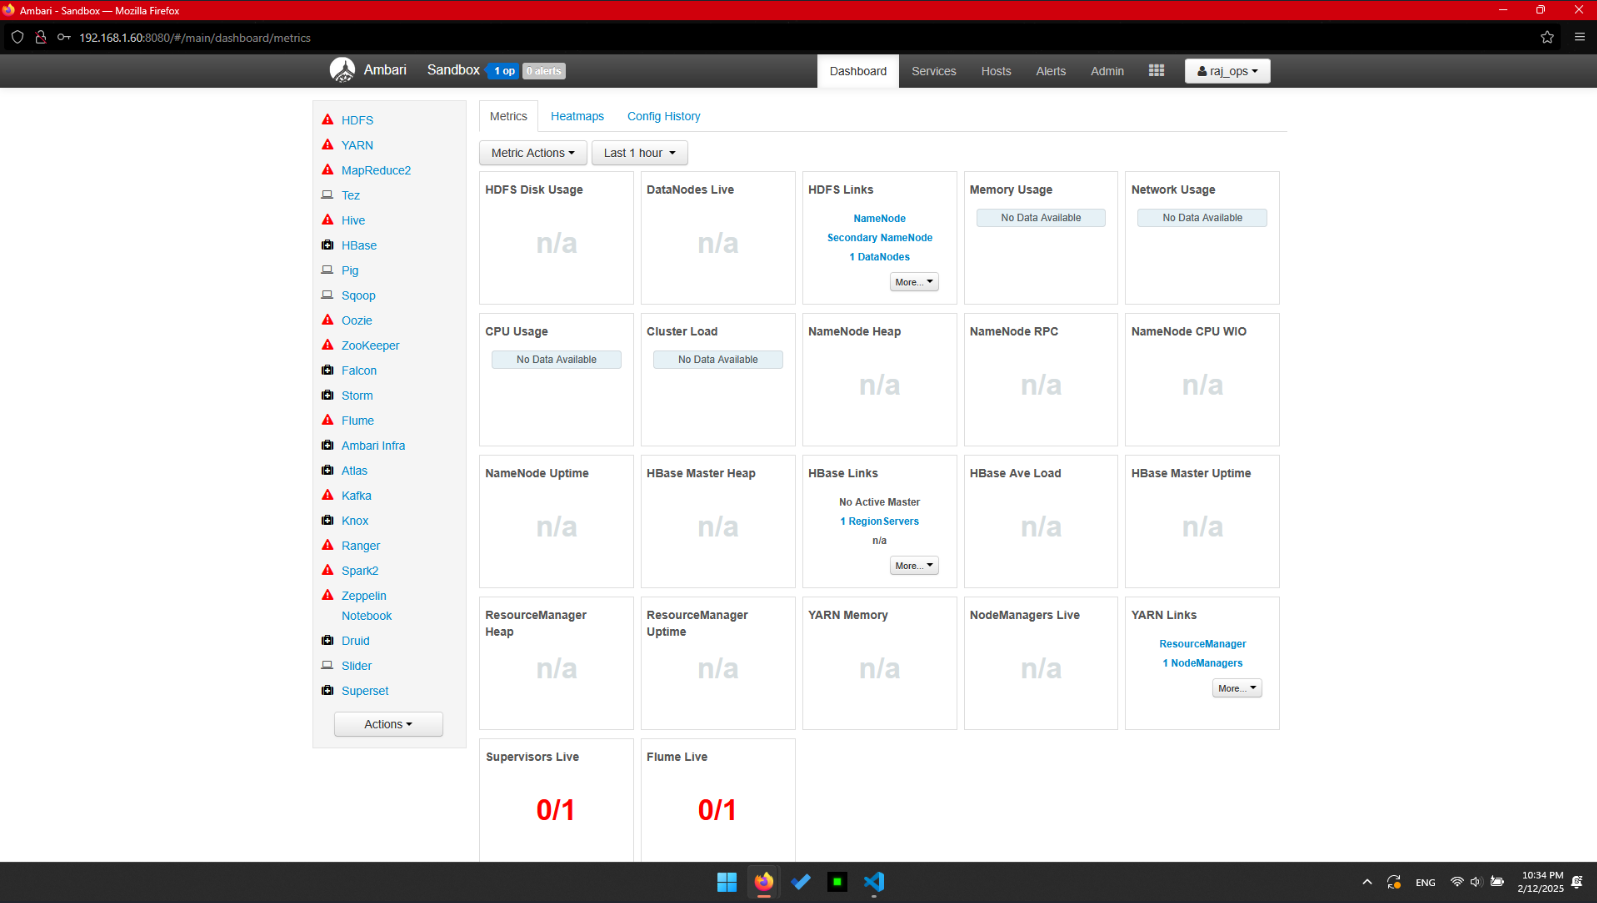 Ambari - Sandbox — Mozilla Firefox
192.168.1.60:8080/#/main/dashboard/metrics
Ambari Sandbox 1 op 0 alerts Dashboard Services Hosts Alerts Admin raj_ops
HDFS
YARN
MapReduce2
Tez
Hive
HBase
Pig
Sqoop
Oozie
ZooKeeper
Falcon
Storm
Flume
Ambari Infra
Atlas
Kafka
Knox
Ranger
Spark2
Zeppelin
Notebook
Druid
Slider
Superset
Actions
Metrics Heatmaps Config History
Metric Actions Last 1 hour
HDFS Disk Usage
n/a
DataNodes Live
n/a
HDFS Links
NameNode
Secondary NameNode
1 DataNodes
More...
Memory Usage
No Data Available
Network Usage
No Data Available
CPU Usage
No Data Available
Cluster Load
No Data Available
NameNode Heap
n/a
NameNode RPC
n/a
NameNode CPU WIO
n/a
NameNode Uptime
n/a
HBase Master Heap
n/a
HBase Links
No Active Master
1 RegionServers
n/a
More...
HBase Ave Load
n/a
HBase Master Uptime
n/a
ResourceManager
Heap
n/a
ResourceManager
Uptime
n/a
YARN Memory
n/a
NodeManagers Live
n/a
YARN Links
ResourceManager
1 NodeManagers
More...
Supervisors Live
0/1
Flume Live
0/1
ENG
10:34 PM
2/12/2025